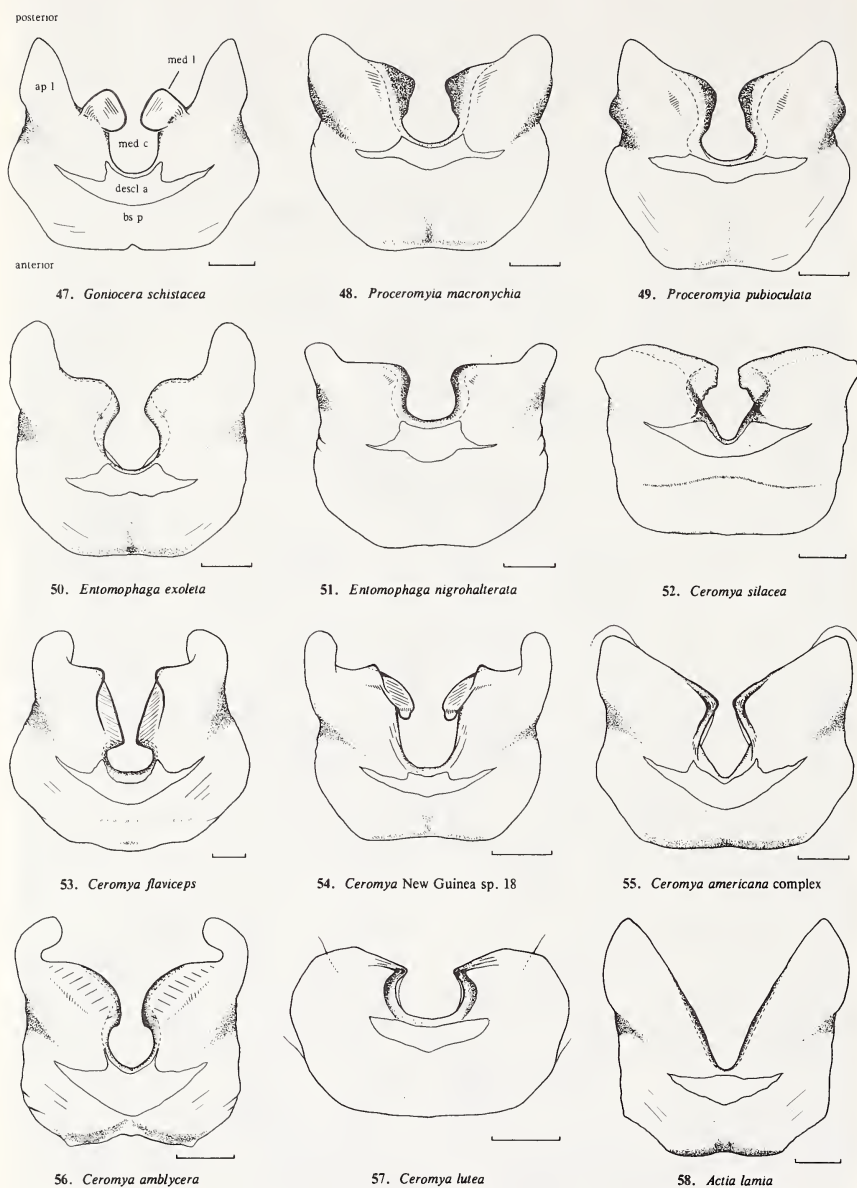 posterior
med l
ap l
med c
descl a
bs p
anterior
47. Goniocera schistacea
48. Proceromyia macronychia
49. Proceromyia pubioculata
50. Entomophaga exoleta
51. Entomophaga nigrohalterata
52. Ceromya silacea
53. Ceromya flaviceps
54. Ceromya New Guinea sp. 18
55. Ceromya americana complex
56. Ceromya amblycera
57. Ceromya lutea
58. Actia lamia